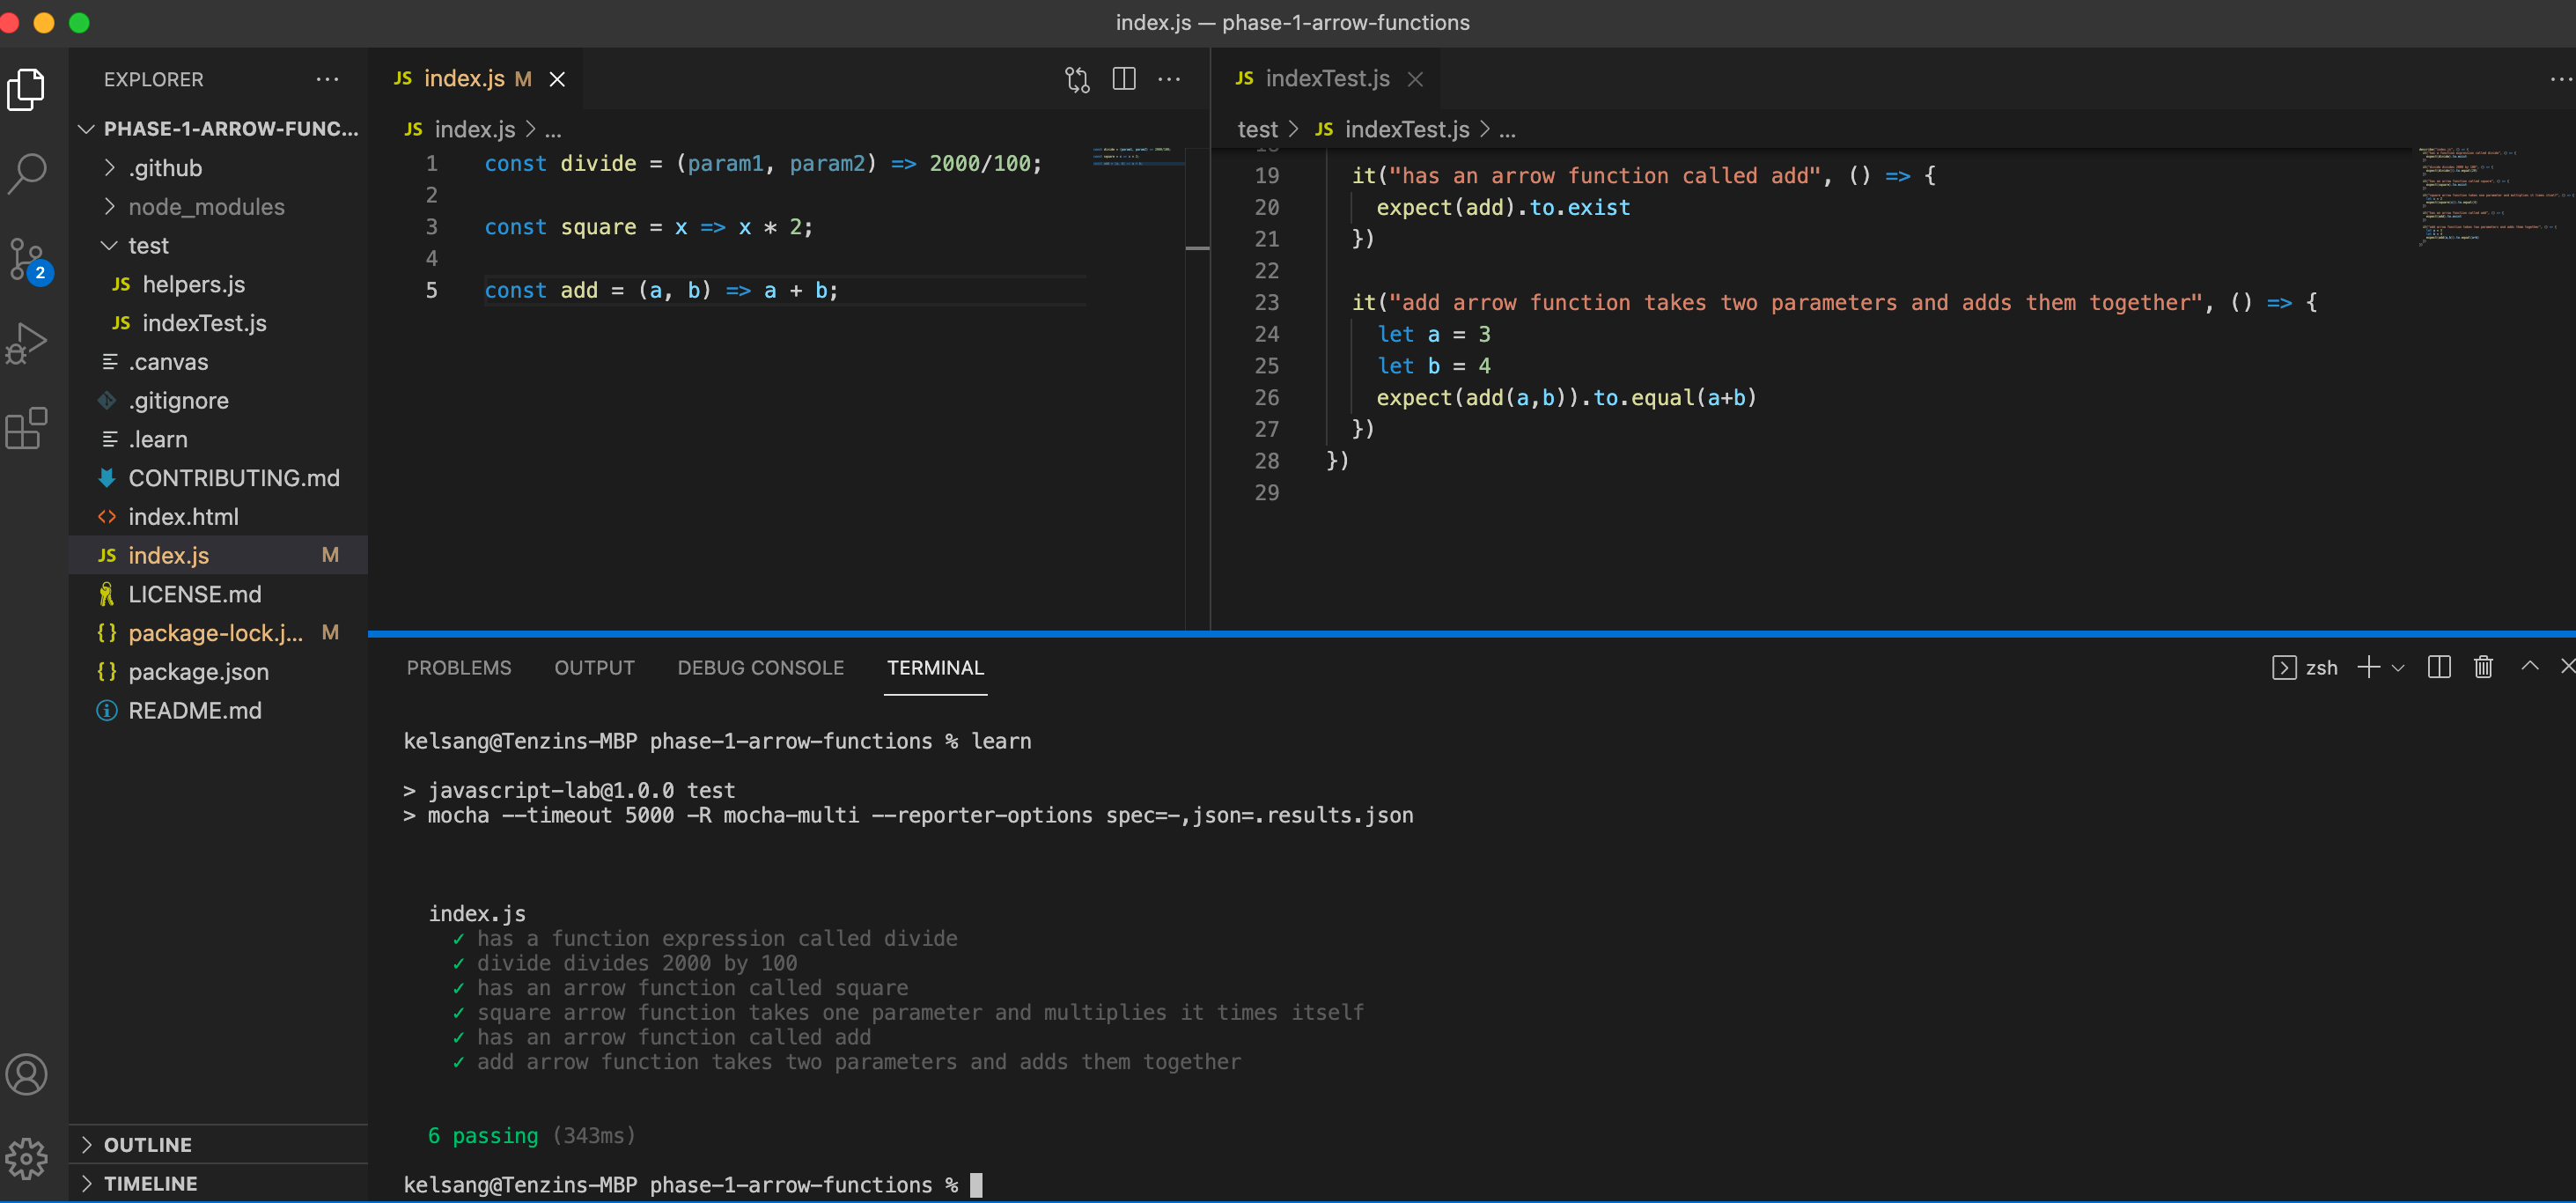 index.js — phase-1-arrow-functions
EXPLORER
PHASE-1-ARROW-FUNC...
.github
node_modules
test
JS helpers.js
JS indexTest.js
.canvas
.gitignore
.learn
CONTRIBUTING.md
<> index.html
JS index.js M
LICENSE.md
{} package-lock.j... M
{} package.json
README.md
OUTLINE
TIMELINE
2
JS index.js M
JS index.js > ...
1 const divide = (param1, param2) => 2000/100;
2
3 const square = x => x * 2;
4
5 const add = (a, b) => a + b;
JS indexTest.js
test > JS indexTest.js > ...
19 it("has an arrow function called add", () => {
20 expect(add).to.exist
21 })
22
23 it("add arrow function takes two parameters and adds them together", () => {
24 let a = 3
25 let b = 4
26 expect(add(a,b)).to.equal(a+b)
27 })
28 })
29
PROBLEMS OUTPUT DEBUG CONSOLE TERMINAL
zsh
kelsang@Tenzins-MBP phase-1-arrow-functions % learn
> javascript-lab@1.0.0 test
> mocha --timeout 5000 -R mocha-multi --reporter-options spec=-,json=.results.json
index.js
✓ has a function expression called divide
✓ divide divides 2000 by 100
✓ has an arrow function called square
✓ square arrow function takes one parameter and multiplies it times itself
✓ has an arrow function called add
✓ add arrow function takes two parameters and adds them together
6 passing (343ms)
kelsang@Tenzins-MBP phase-1-arrow-functions %